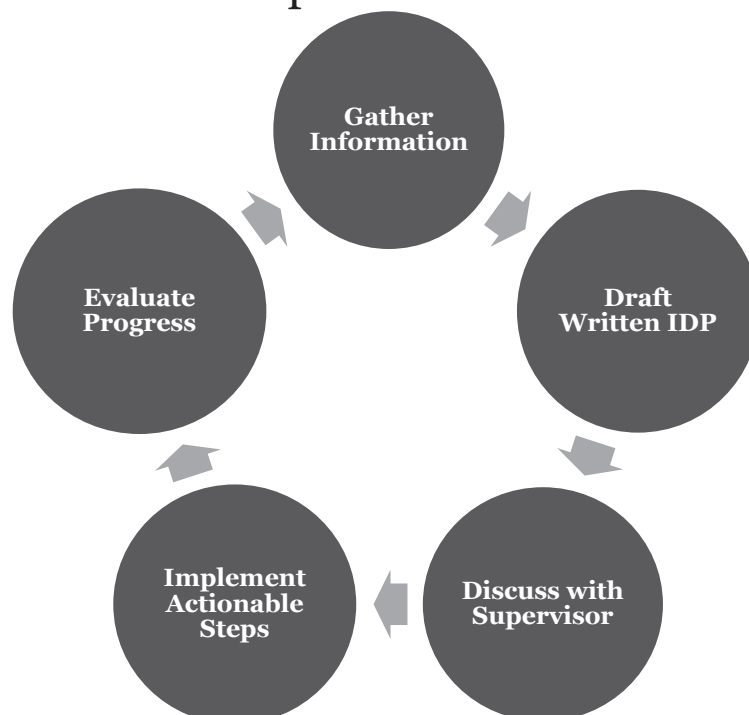 Gather
Information
Draft
Written IDP
Discuss with
Supervisor
Implement
Actionable
Steps
Evaluate
Progress